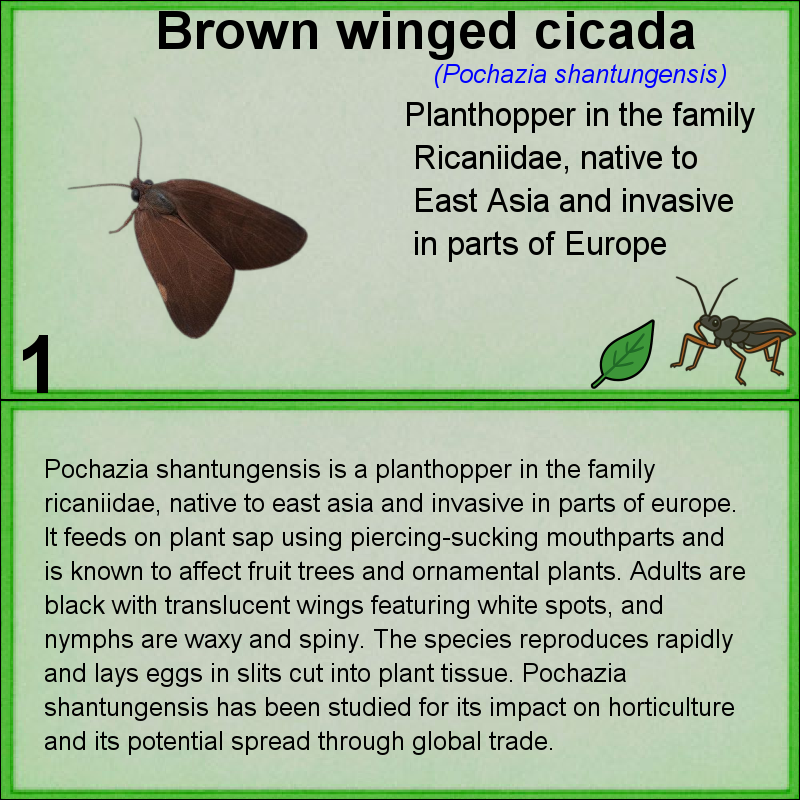 Brown winged cicada
(Pochazia shantungensis)
Planthopper in the family
Ricaniidae, native to
East Asia and invasive
in parts of Europe
1
Pochazia shantungensis is a planthopper in the family
ricaniidae, native to east asia and invasive in parts of europe.
It feeds on plant sap using piercing-sucking mouthparts and
is known to affect fruit trees and ornamental plants. Adults are
black with translucent wings featuring white spots, and
nymphs are waxy and spiny. The species reproduces rapidly
and lays eggs in slits cut into plant tissue. Pochazia
shantungensis has been studied for its impact on horticulture
and its potential spread through global trade.